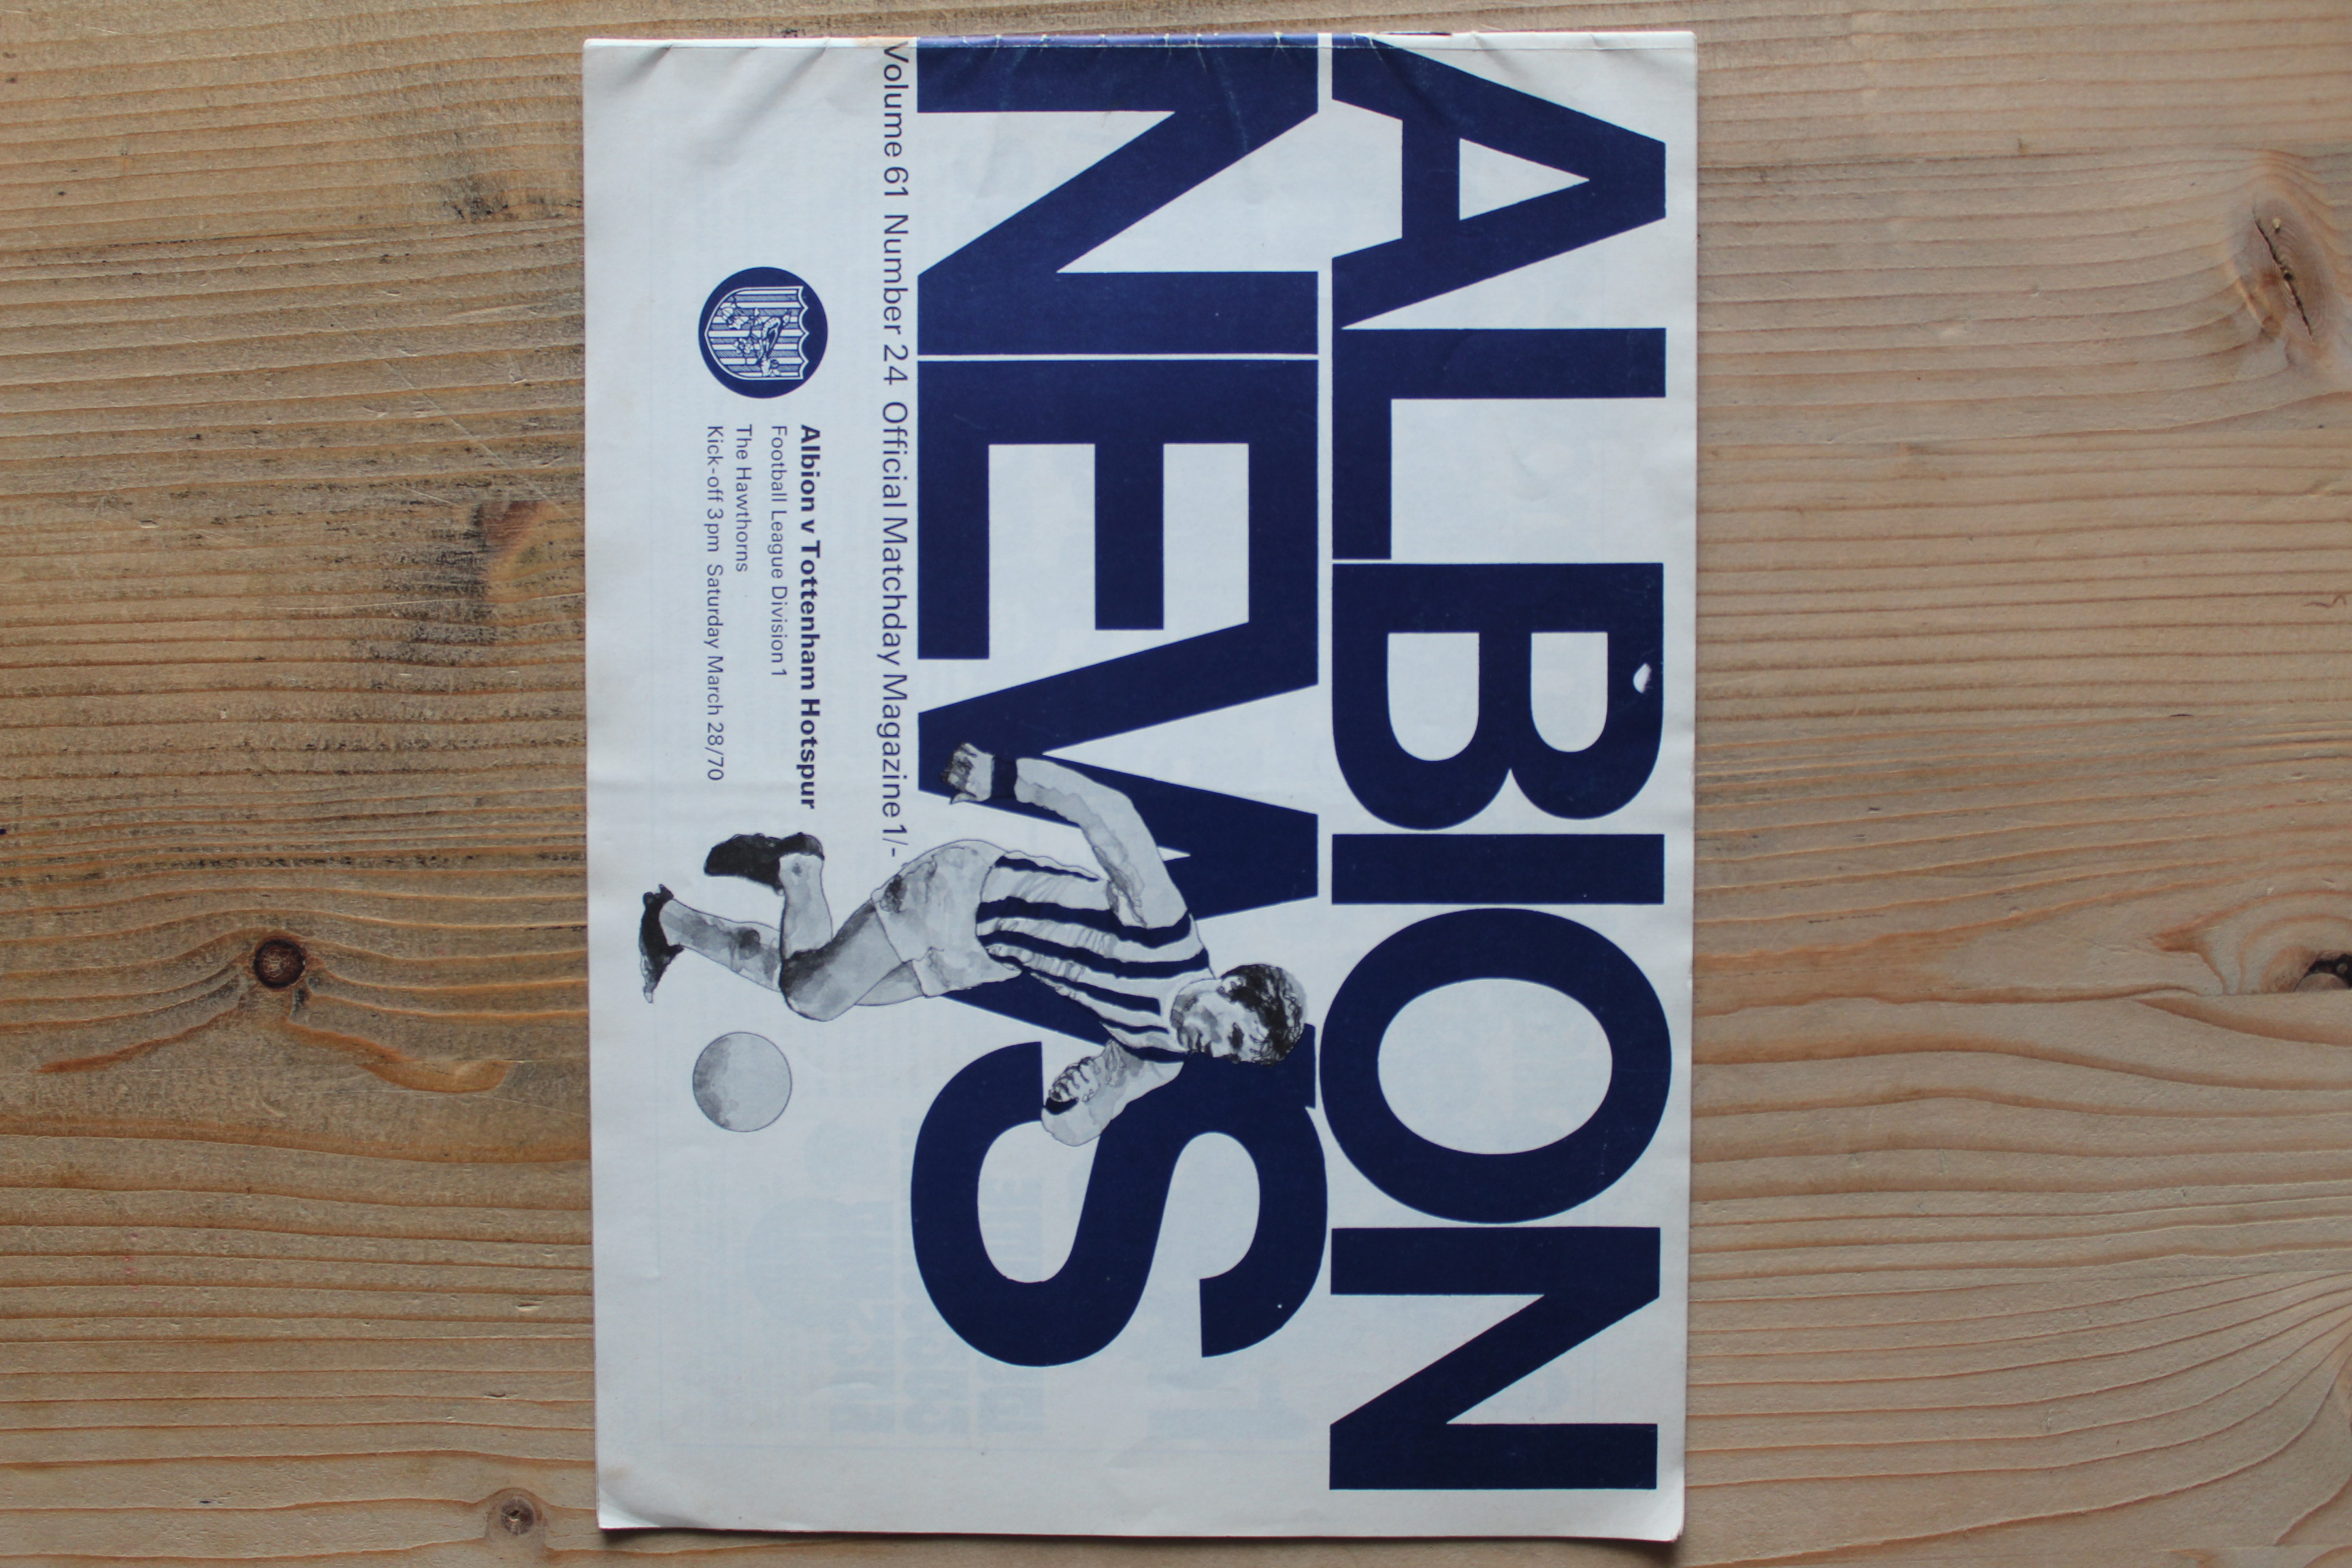 ALBION
NEWS
Volume 61 Number 24 Official Matchday Magazine 1/-
Albion v Tottenham Hotspur
Football League Division 1
The Hawthorns
Kick-off 3pm Saturday March 28/70